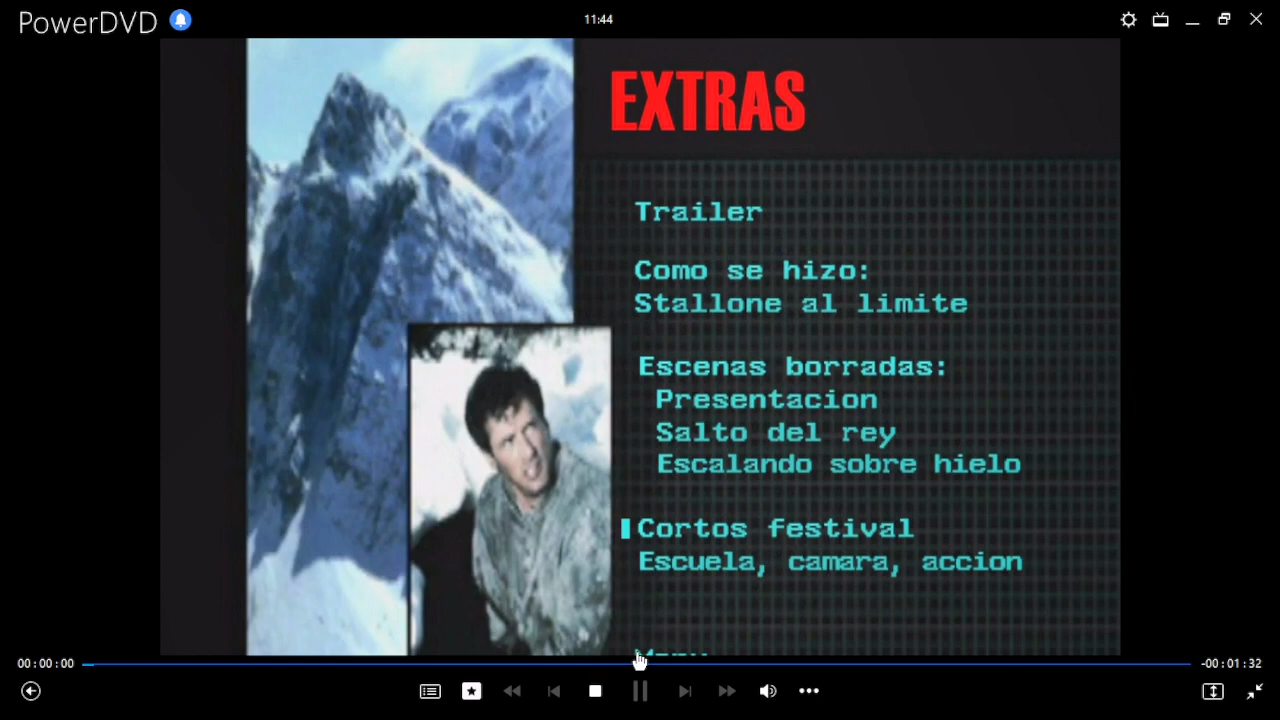 PowerDVD
11:44
EXTRAS
Trailer
Como se hizo:
Stallone al limite
Escenas borradas:
Presentacion
Salto del rey
Escalando sobre hielo
Cortos festival
Escuela, camara, accion
00:00:00
-00:01:32